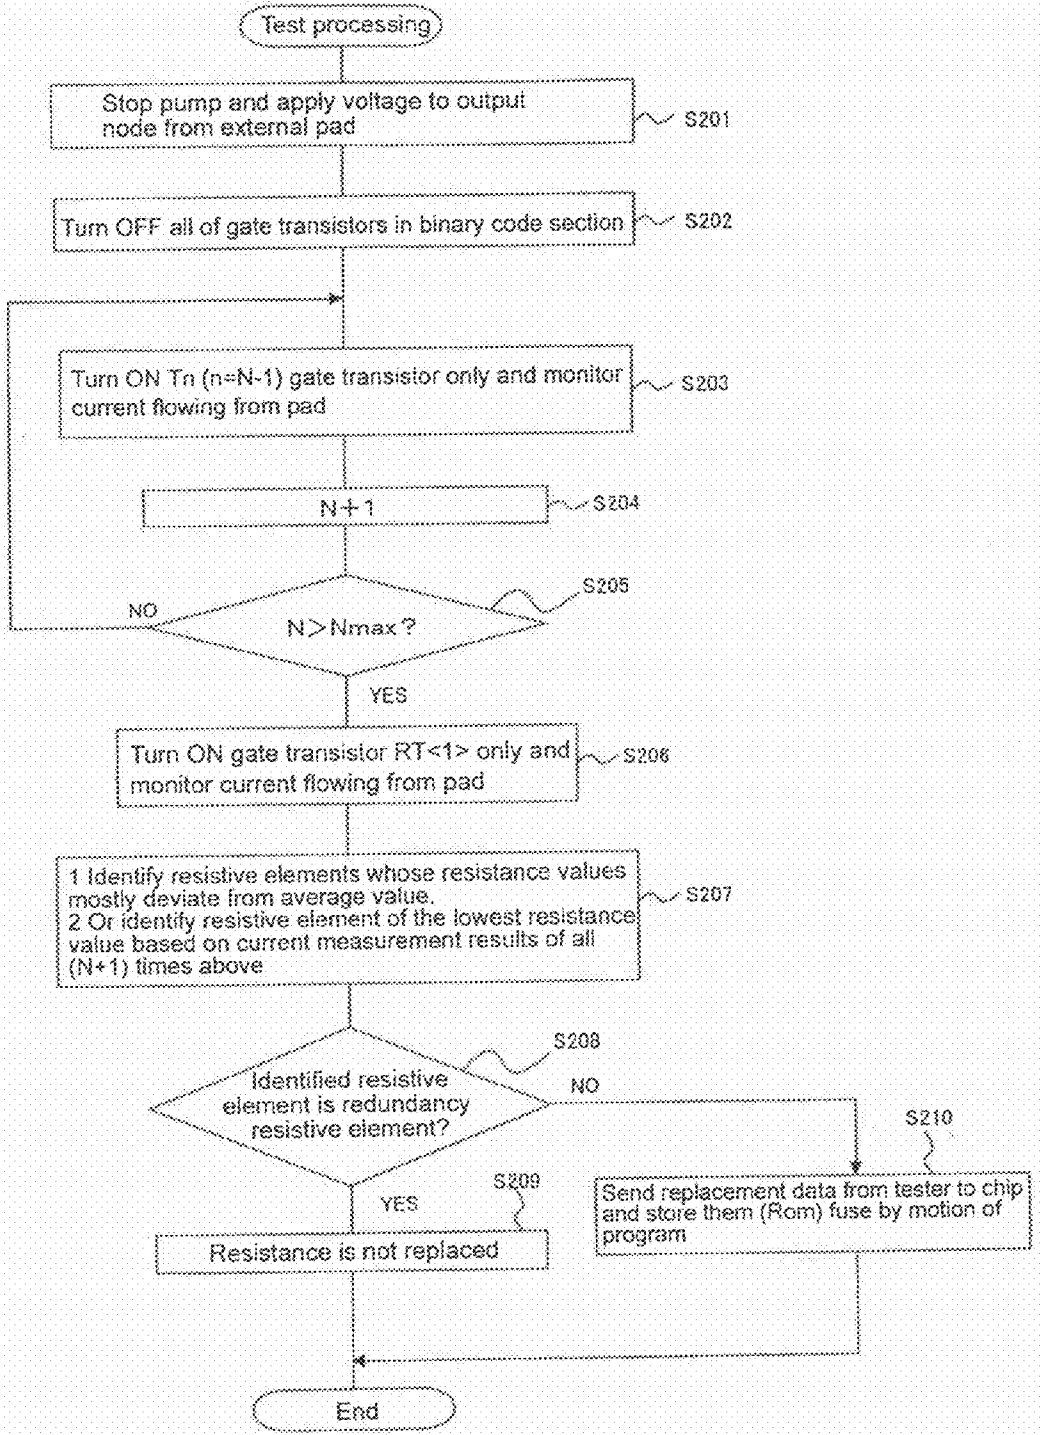 Test processing
Stop pump and apply voltage to output
node from external pad
S201
Turn OFF all of gate transistors in binary code section
S202
Turn ON Tn (n=N-1) gate transistor only and monitor
current flowing from pad
S203
N+1
S204
S205
NO
N>Nmax?
YES
Turn ON gate transistor RT<1> only and
monitor current flowing from pad
S206
1 Identify resistive elements whose resistance values
mostly deviate from average value.
2 Or identify resistive element of the lowest resistance
value based on current measurement results of all
(N+1) times above
S207
S208
Identified resistive
element is redundancy
resistive element?
NO
S210
YES
S209
Send replacement data from tester to chip
and store them (Rom) fuse by motion of
program
Resistance is not replaced
End